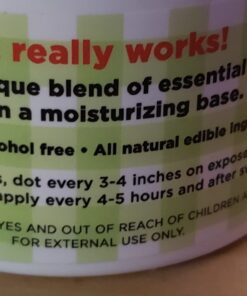 really works!
que blend of essential
n a moisturizing base.
ohol free • All natural edible ing
s, dot every 3-4 inches on expose
apply every 4-5 hours and after s
YES AND OUT OF REACH OF CHILDREN A
FOR EXTERNAL USE ONLY.